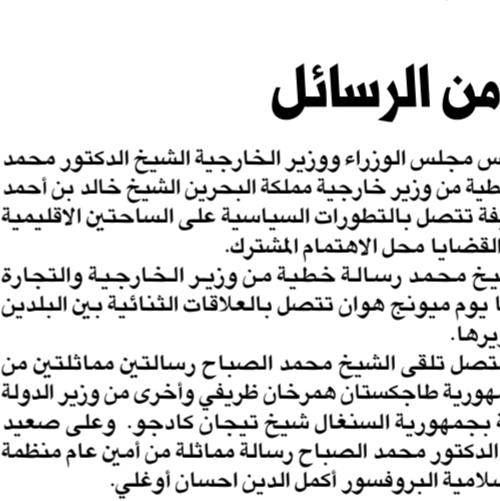 من الرسائل
س مجلس الوزراء ووزير الخارجية الشيخ الدكتور محمد
طية من وزير خارجية مملكة البحرين الشيخ خالد بن أحمد
فة تتصل بالتطورات السياسية على الساحتين الاقليمية
القضايا محل الاهتمام المشترك.
يخ محمد رسالة خطية من وزير الخارجية والتجارة
ا يوم ميونج هوان تتصل بالعلاقات الثنائية بين البلدين
يرها.
تصل تلقى الشيخ محمد الصباح رسالتين مماثلتين من
هورية طاجكستان همرخان ظريفي وأخرى من وزير الدولة
ة بجمهورية السنغال شيخ تيجان كادجو. وعلى صعيد
الدكتور محمد الصباح رسالة مماثلة من أمين عام منظمة
سلامية البروفسور أكمل الدين احسان أوغلي.